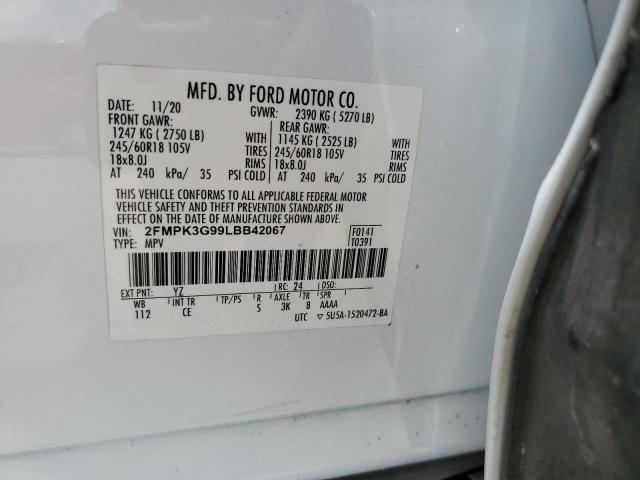 MFD. BY FORD MOTOR CO.
DATE: 11/20 GVWR: 2390 KG ( 5270 LB)
FRONT GAWR: REAR GAWR:
1247 KG ( 2750 LB) WITH 1145 KG ( 2525 LB) WITH
245/60R18 105V TIRES 245/60R18 105V TIRES
18x8.0J RIMS 18x8.0J RIMS
AT 240 kPa/ 35 PSI COLD AT 240 kPa/ 35 PSI COLD
THIS VEHICLE CONFORMS TO ALL APPLICABLE FEDERAL MOTOR
VEHICLE SAFETY AND THEFT PREVENTION STANDARDS IN
EFFECT ON THE DATE OF MANUFACTURE SHOWN ABOVE.
VIN: 2FMPK3G99LBB42067 F0141
TYPE: MPV T0391
EXT PNT: YZ RC: 24 DSO:
WB INT TR TP/PS R AXLE TR SPR
112 CE S 3K 8 AAAA
UTC ▽ 5U5A-1520472-BA